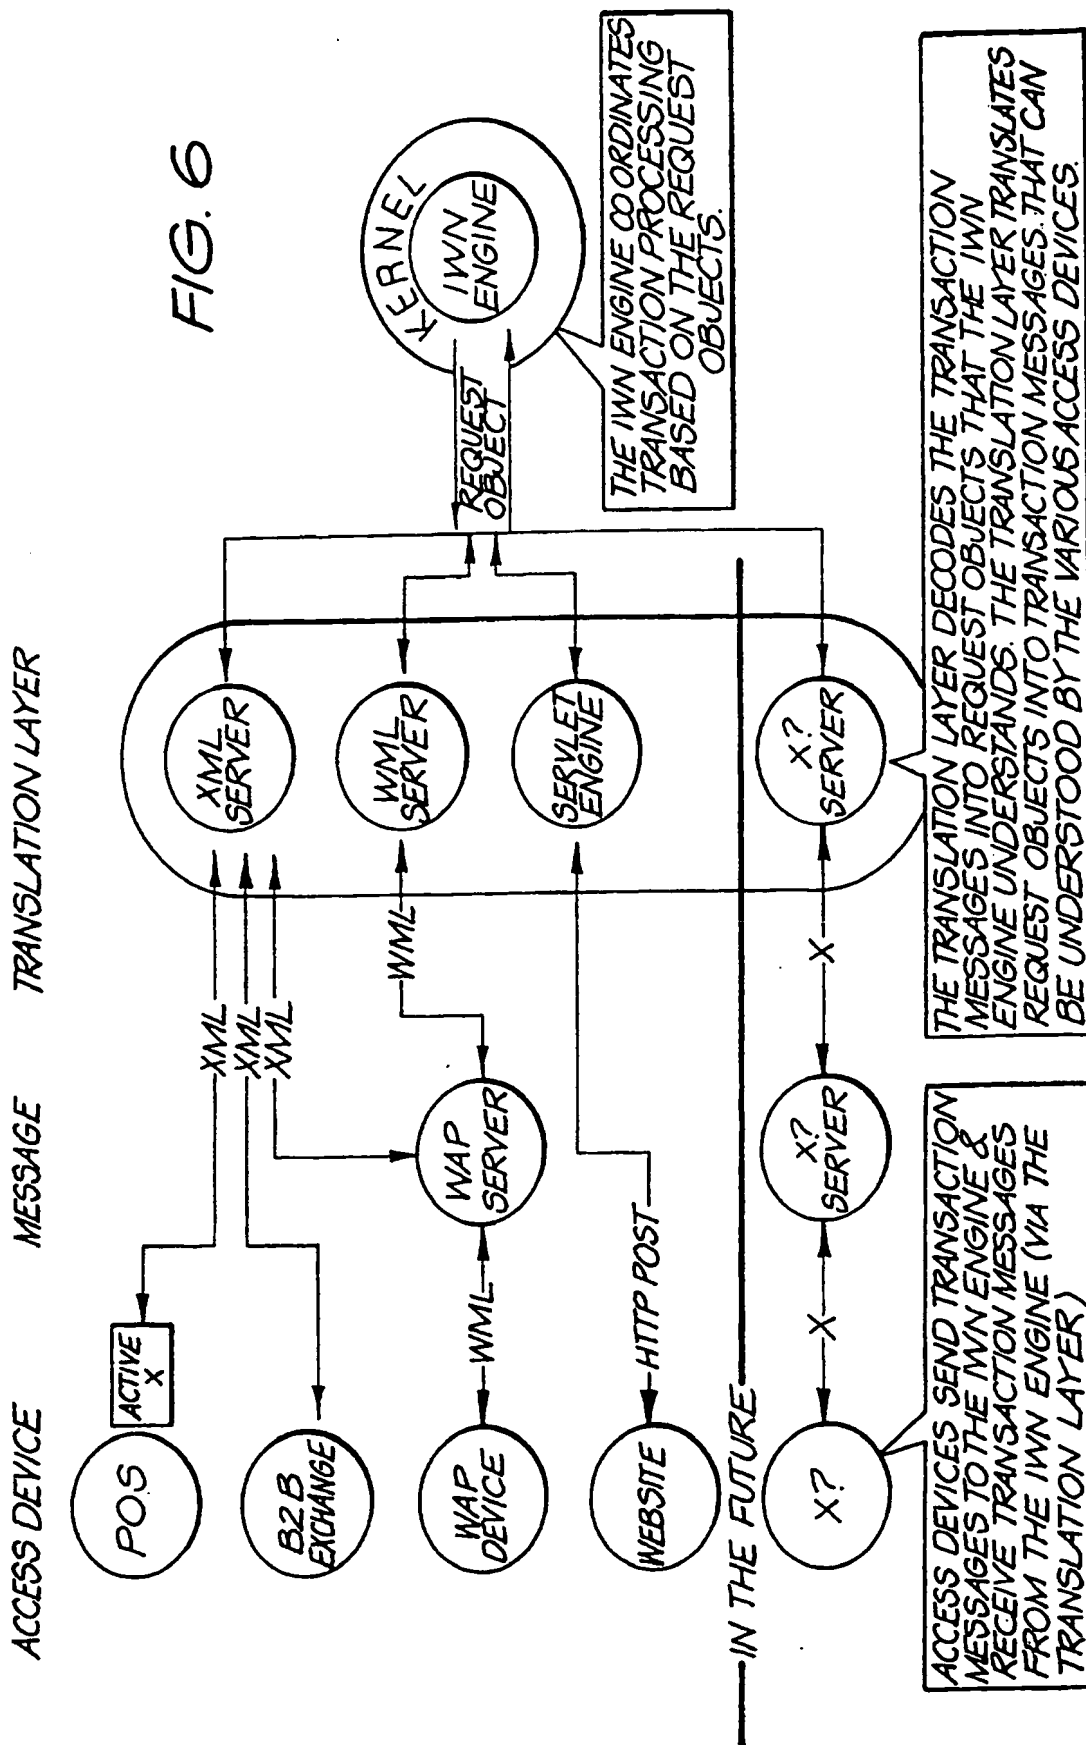 FIG. 6
ACCESS DEVICE
MESSAGE
TRANSLATION LAYER
POS
ACTIVE
X
XML
XML
XML
XML
SERVER
B2B
EXCHANGE
WAP
DEVICE
WML
WAP
SERVER
WML
WML
SERVER
WEBSITE
HTTP POST
SERVLET
ENGINE
REQUEST
OBJECT
KERNEL
IWN
ENGINE
THE IWN ENGINE CO ORDINATES
TRANSACTION PROCESSING
BASED ON THE REQUEST
OBJECTS.
IN THE FUTURE
X?
X
X?
SERVER
X
X?
SERVER
ACCESS DEVICES SEND TRANSACTION
MESSAGES TO THE IWN ENGINE &
RECEIVE TRANSACTION MESSAGES
FROM THE IWN ENGINE (VIA THE
TRANSLATION LAYER)
THE TRANSLATION LAYER DECODES THE TRANSACTION
MESSAGES INTO REQUEST OBJECTS THAT THE IWN
ENGINE UNDERSTANDS. THE TRANSLATION LAYER TRANSLATES
REQUEST OBJECTS INTO TRANSACTION MESSAGES THAT CAN
BE UNDERSTOOD BY THE VARIOUS ACCESS DEVICES.